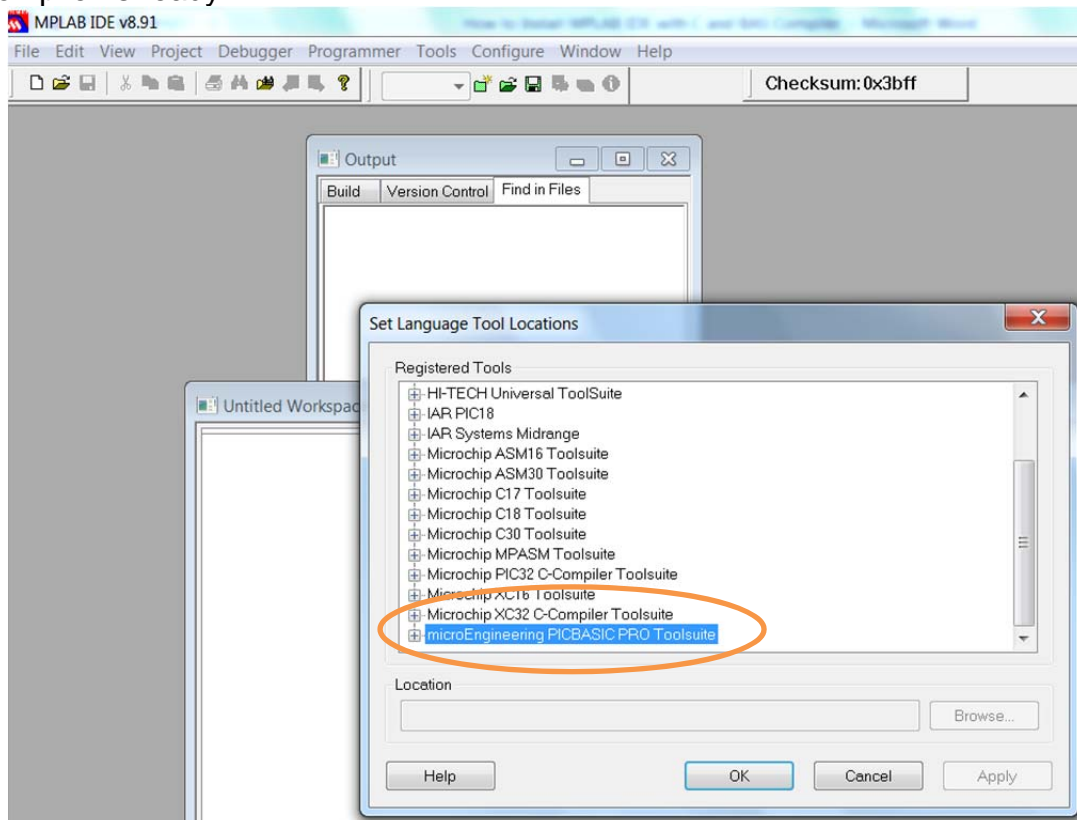 MPLAB IDE v8.91
File Edit View Project Debugger Programmer Tools Configure Window Help
Checksum: 0x3bff
Output
Build Version Control Find in Files
Set Language Tool Locations
Registered Tools
HI-TECH Universal ToolSuite
IAR PIC18
IAR Systems Midrange
Microchip ASM16 Toolsuite
Microchip ASM30 Toolsuite
Microchip C17 Toolsuite
Microchip C18 Toolsuite
Microchip C30 Toolsuite
Microchip MPASM Toolsuite
Microchip PIC32 C-Compiler Toolsuite
Microchip XC16 Toolsuite
Microchip XC32 C-Compiler Toolsuite
microEngineering PICBASIC PRO Toolsuite
Untitled Workspac
Location
Browse...
Help OK Cancel Apply